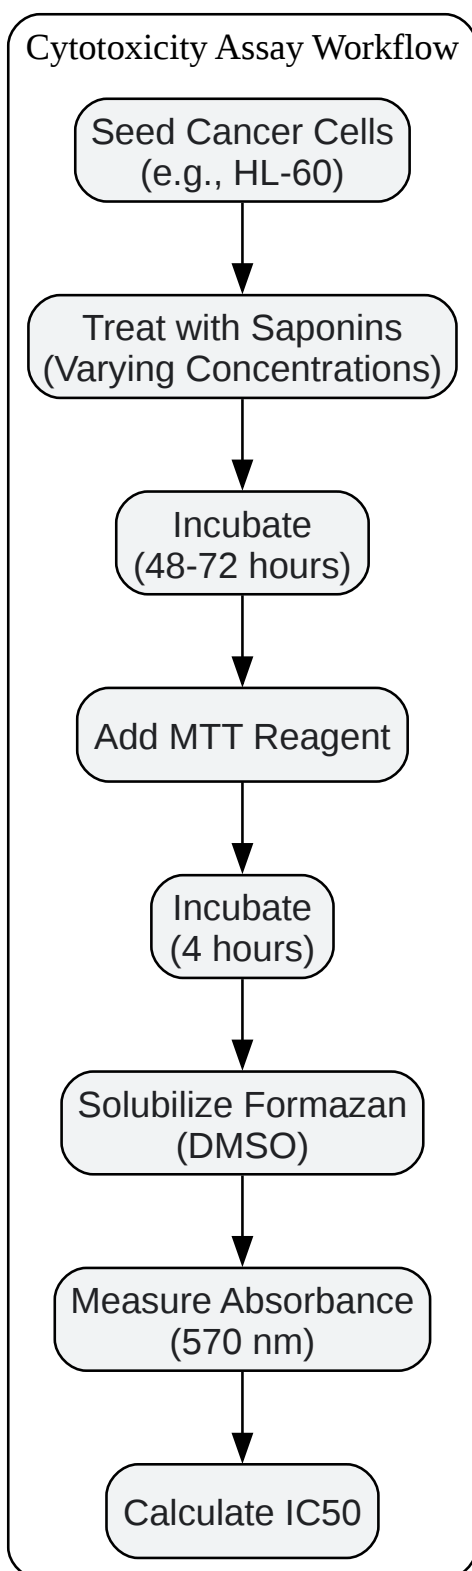 Cytotoxicity Assay Workflow
Seed Cancer Cells
(e.g., HL-60)
Treat with Saponins
(Varying Concentrations)
Incubate
(48-72 hours)
Add MTT Reagent
Incubate
(4 hours)
Solubilize Formazan
(DMSO)
Measure Absorbance
(570 nm)
Calculate IC50